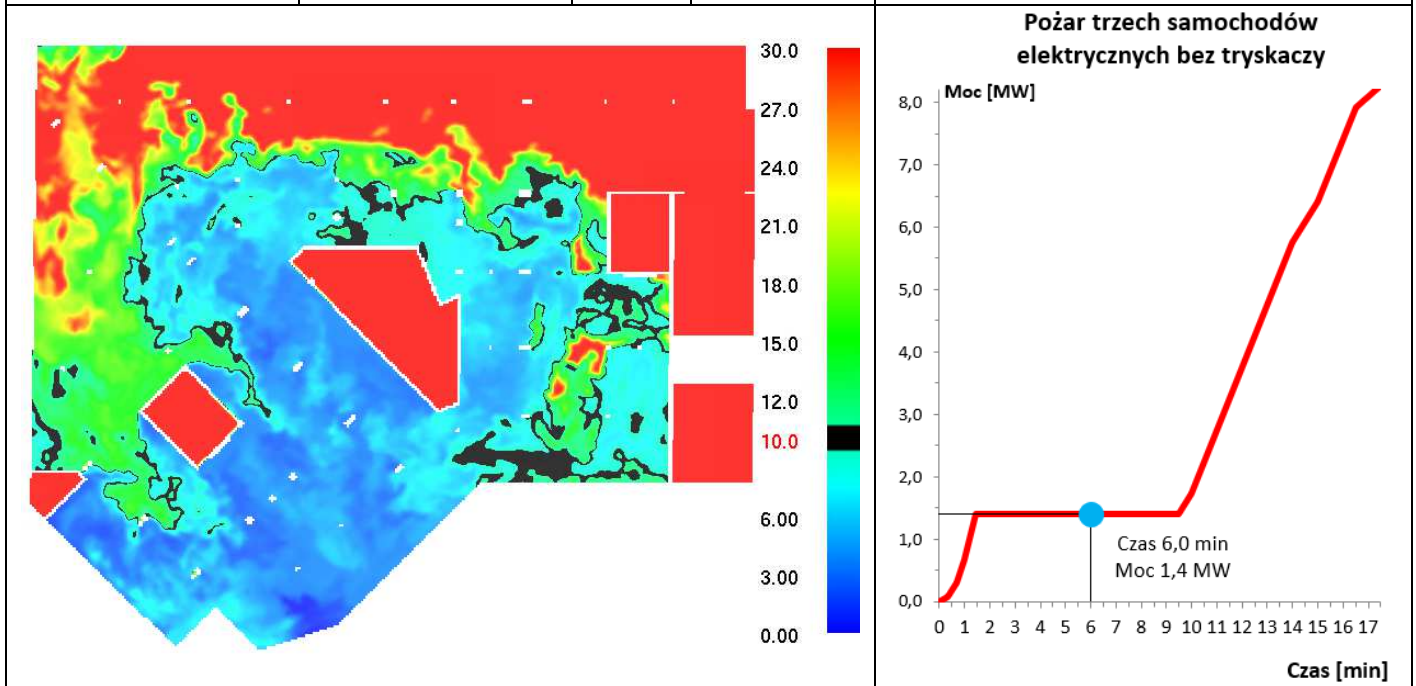 30.0
27.0
24.0
21.0
18.0
15.0
12.0
10.0
6.00
3.00
0.00
Pożar trzech samochodów
elektrycznych bez tryskaczy
Moc [MW]
8,0
7,0
6,0
5,0
4,0
3,0
2,0
1,0
0,0
Czas 6,0 min
Moc 1,4 MW
0 1 2 3 4 5 6 7 8 9 10 11 12 13 14 15 16 17
Czas [min]